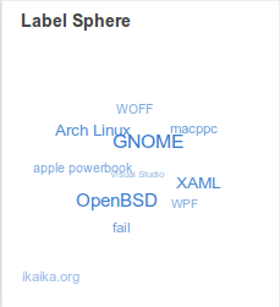 Label Sphere
WOFF
Arch Linux
macppc
GNOME
apple powerbook
Visual Studio
XAML
OpenBSD
WPF
fail
ikaika.org